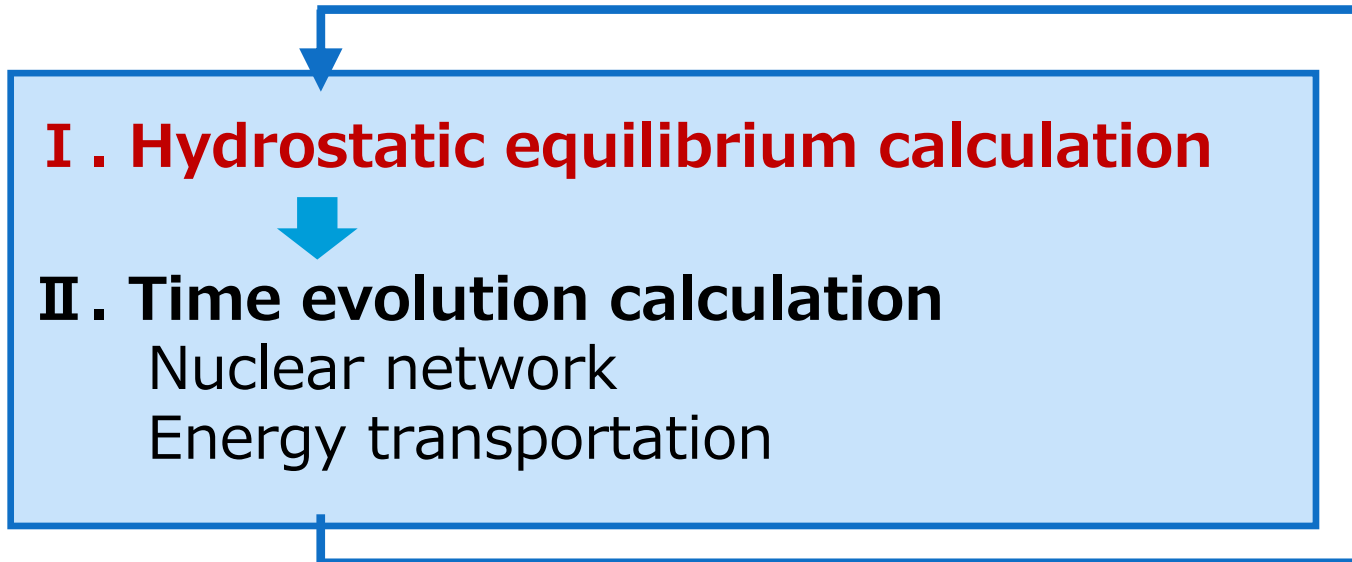 Ⅰ. Hydrostatic equilibrium calculation
Ⅱ. Time evolution calculation
Nuclear network
Energy transportation